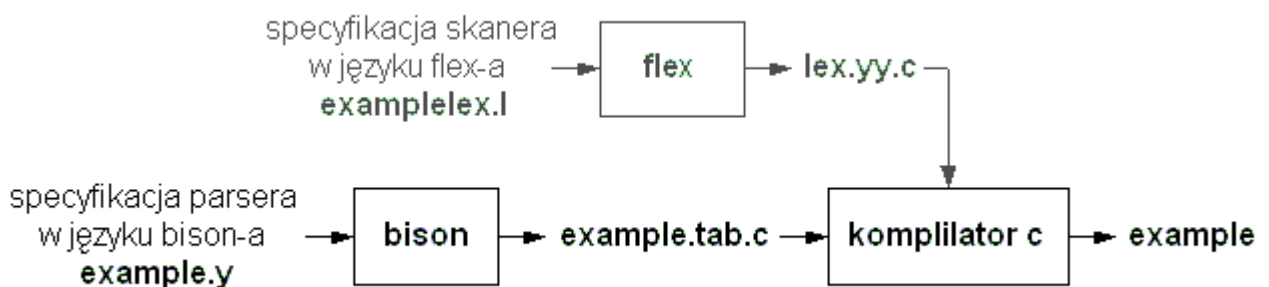 specyfikacja skanera
w języku flex-a
examplelex.l
flex
lex.yy.c
specyfikacja parsera
w języku bison-a
example.y
bison
example.tab.c
komplilator c
example